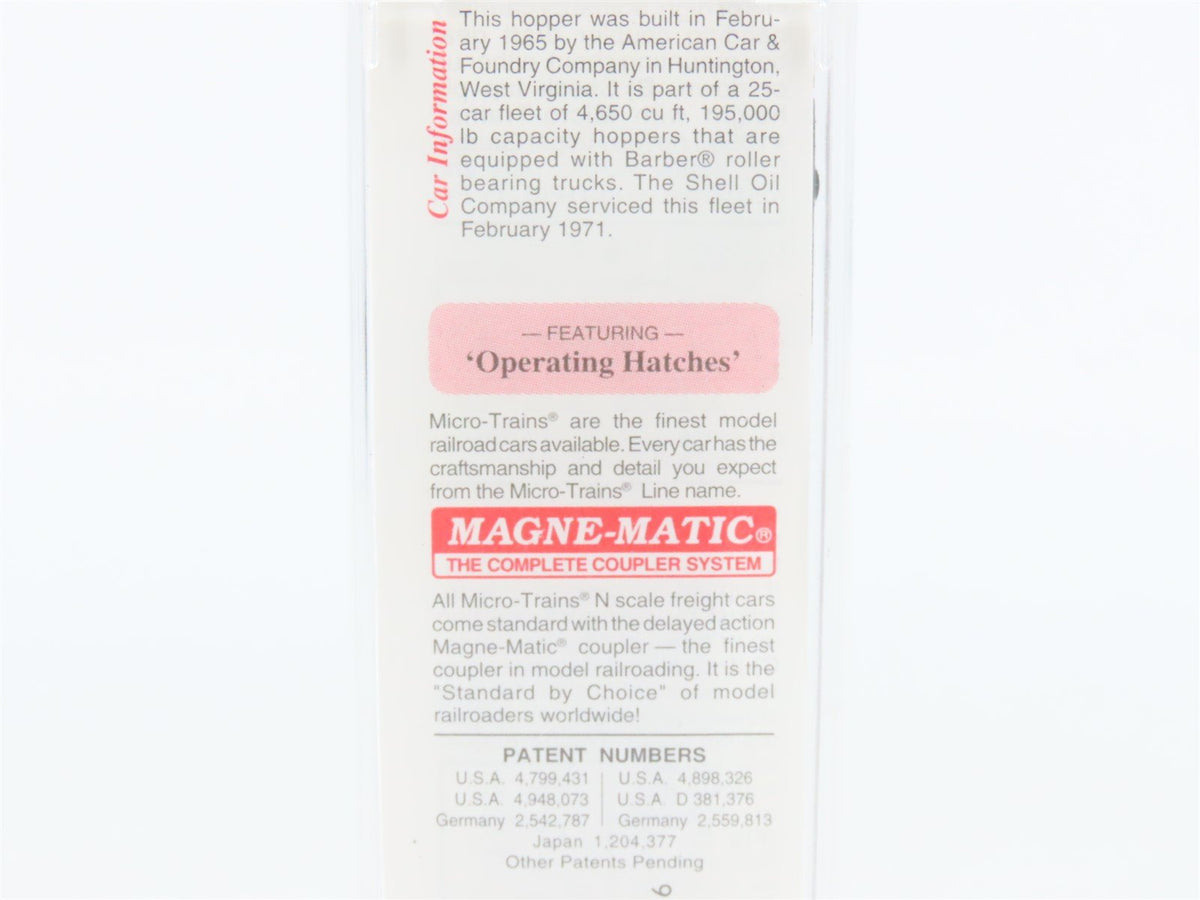 Car Information
This hopper was built in Febru-
ary 1965 by the American Car &
Foundry Company in Huntington,
West Virginia. It is part of a 25-
car fleet of 4,650 cu ft, 195,000
lb capacity hoppers that are
equipped with Barber® roller
bearing trucks. The Shell Oil
Company serviced this fleet in
February 1971.
— FEATURING —
‘Operating Hatches’
Micro-Trains® are the finest model
railroad cars available. Every car has the
craftsmanship and detail you expect
from the Micro-Trains® Line name.
MAGNE-MATIC®
THE COMPLETE COUPLER SYSTEM
All Micro-Trains® N scale freight cars
come standard with the delayed action
Magne-Matic® coupler — the finest
coupler in model railroading. It is the
"Standard by Choice" of model
railroaders worldwide!
PATENT NUMBERS
U.S.A. 4,799,431 | U.S.A. 4,898,326
U.S.A. 4,948,073 | U.S.A. D 381,376
Germany 2,542,787 | Germany 2,559,813
Japan 1,204,377
Other Patents Pending